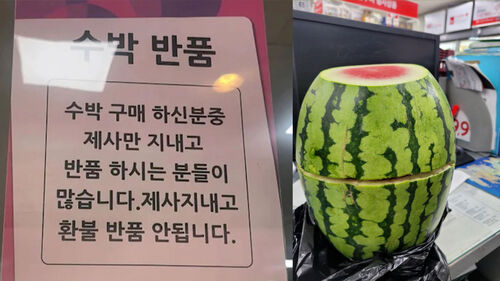 수박 반품
수박 구매 하신분중
제사만 지내고
반품 하시는 분들이
많습니다.제사지내고
환불 반품 안됩니다.
99